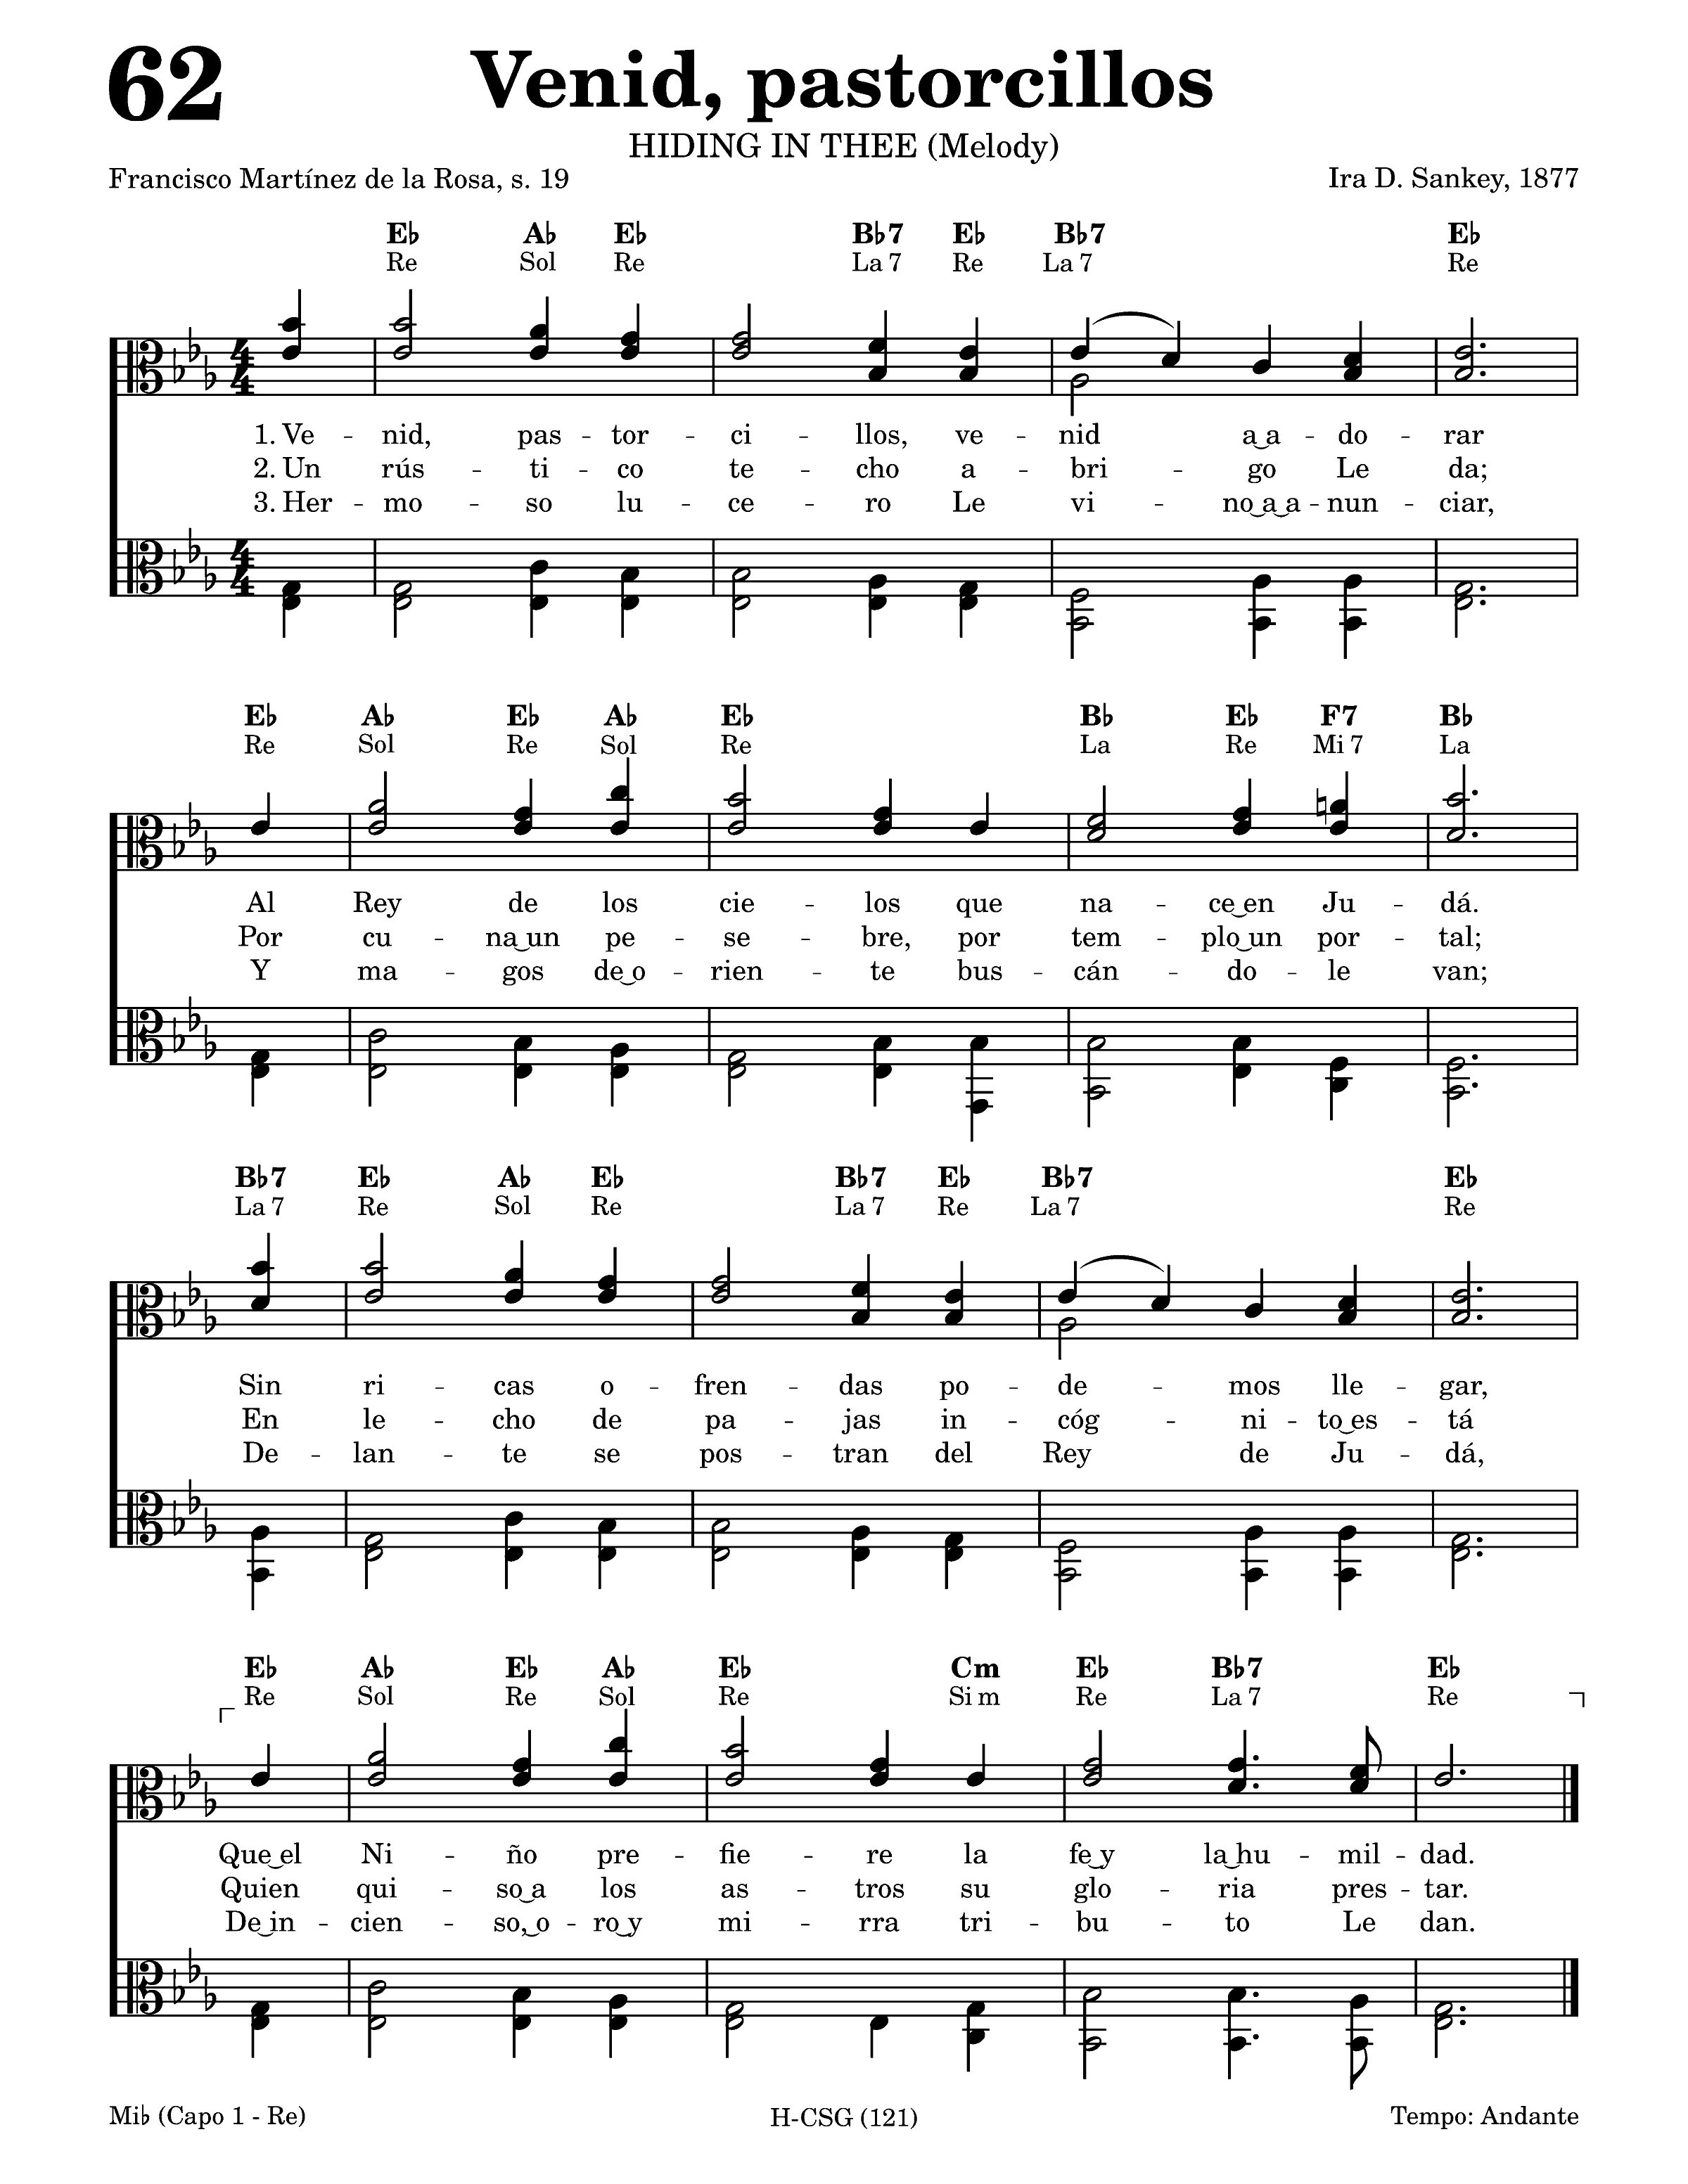 62
Venid, pastorcillos
HIDING IN THEE (Melody)
Francisco Martínez de la Rosa, s. 19
Ira D. Sankey, 1877
E♭ A♭ E♭ B♭7 E♭ B♭7 E♭
Re Sol Re La 7 Re La 7 Re
4 4
1. Ve - nid, pas - tor - ci - llos, ve - nid a‿a - do - rar
2. Un rús - ti - co te - cho a - bri - go Le da;
3. Her - mo - so lu - ce - ro Le vi - no‿a‿a - nun - ciar,
4 4
E♭ A♭ E♭ A♭ E♭ B♭ E♭ F7 B♭
Re Sol Re Sol Re La Re Mi 7 La
Al Rey de los cie - los que na - ce‿en Ju - dá.
Por cu - na‿un pe - se - bre, por tem - plo‿un por - tal;
Y ma - gos de‿o - rien - te bus - cán - do - le van;
B♭7 E♭ A♭ E♭ B♭7 E♭ B♭7 E♭
La 7 Re Sol Re La 7 Re La 7 Re
Sin ri - cas o - fren - das po - de - mos lle - gar,
En le - cho de pa - jas in - cóg - ni - to‿es - tá
De - lan - te se pos - tran del Rey de Ju - dá,
E♭ A♭ E♭ A♭ E♭ Cm E♭ B♭7 E♭
Re Sol Re Sol Re Si m Re La 7 Re
Que‿el Ni - ño pre - fie - re la fe‿y la‿hu - mil - dad.
Quien qui - so‿a los as - tros su glo - ria pres - tar.
De‿in - cien - so,‿o - ro‿y mi - rra tri - bu - to Le dan.
Mi♭ (Capo 1 - Re)
H-CSG (121)
Tempo: Andante